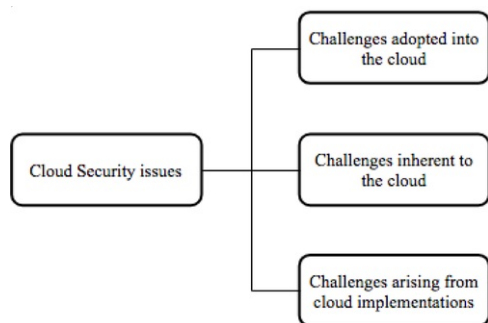 Challenges adopted into
the cloud
Cloud Security issues
Challenges inherent to
the cloud
Challenges arising from
cloud implementations